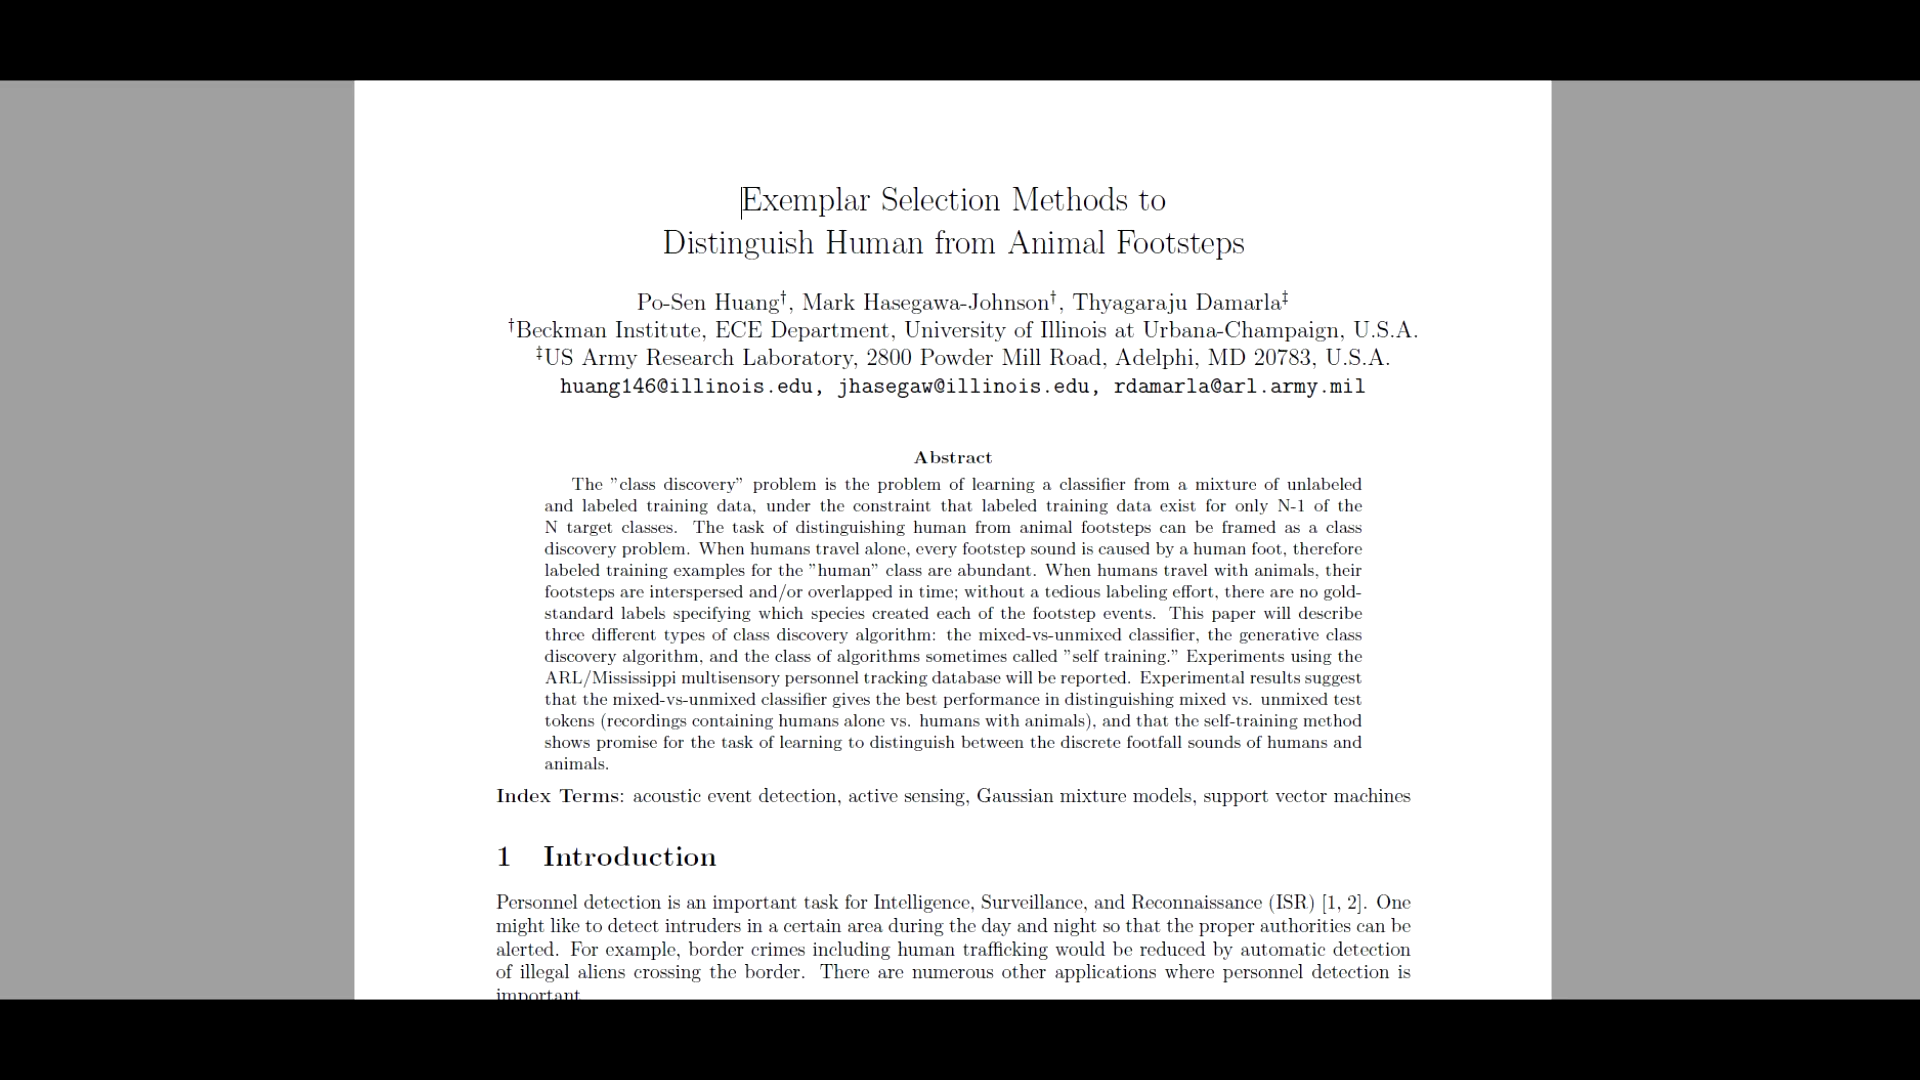 Exemplar Selection Methods to
Distinguish Human from Animal Footsteps
Po-Sen Huang†, Mark Hasegawa-Johnson†, Thyagaraju Damarla‡
†Beckman Institute, ECE Department, University of Illinois at Urbana-Champaign, U.S.A.
‡US Army Research Laboratory, 2800 Powder Mill Road, Adelphi, MD 20783, U.S.A.
huang146@illinois.edu, jhasegaw@illinois.edu, rdamarla@arl.army.mil
Abstract
The ”class discovery” problem is the problem of learning a classifier from a mixture of unlabeled
and labeled training data, under the constraint that labeled training data exist for only N-1 of the
N target classes. The task of distinguishing human from animal footsteps can be framed as a class
discovery problem. When humans travel alone, every footstep sound is caused by a human foot, therefore
labeled training examples for the ”human” class are abundant. When humans travel with animals, their
footsteps are interspersed and/or overlapped in time; without a tedious labeling effort, there are no gold-
standard labels specifying which species created each of the footstep events. This paper will describe
three different types of class discovery algorithm: the mixed-vs-unmixed classifier, the generative class
discovery algorithm, and the class of algorithms sometimes called ”self training.” Experiments using the
ARL/Mississippi multisensory personnel tracking database will be reported. Experimental results suggest
that the mixed-vs-unmixed classifier gives the best performance in distinguishing mixed vs. unmixed test
tokens (recordings containing humans alone vs. humans with animals), and that the self-training method
shows promise for the task of learning to distinguish between the discrete footfall sounds of humans and
animals.
Index Terms: acoustic event detection, active sensing, Gaussian mixture models, support vector machines
1 Introduction
Personnel detection is an important task for Intelligence, Surveillance, and Reconnaissance (ISR) [1, 2]. One
might like to detect intruders in a certain area during the day and night so that the proper authorities can be
alerted. For example, border crimes including human trafficking would be reduced by automatic detection
of illegal aliens crossing the border. There are numerous other applications where personnel detection is
important